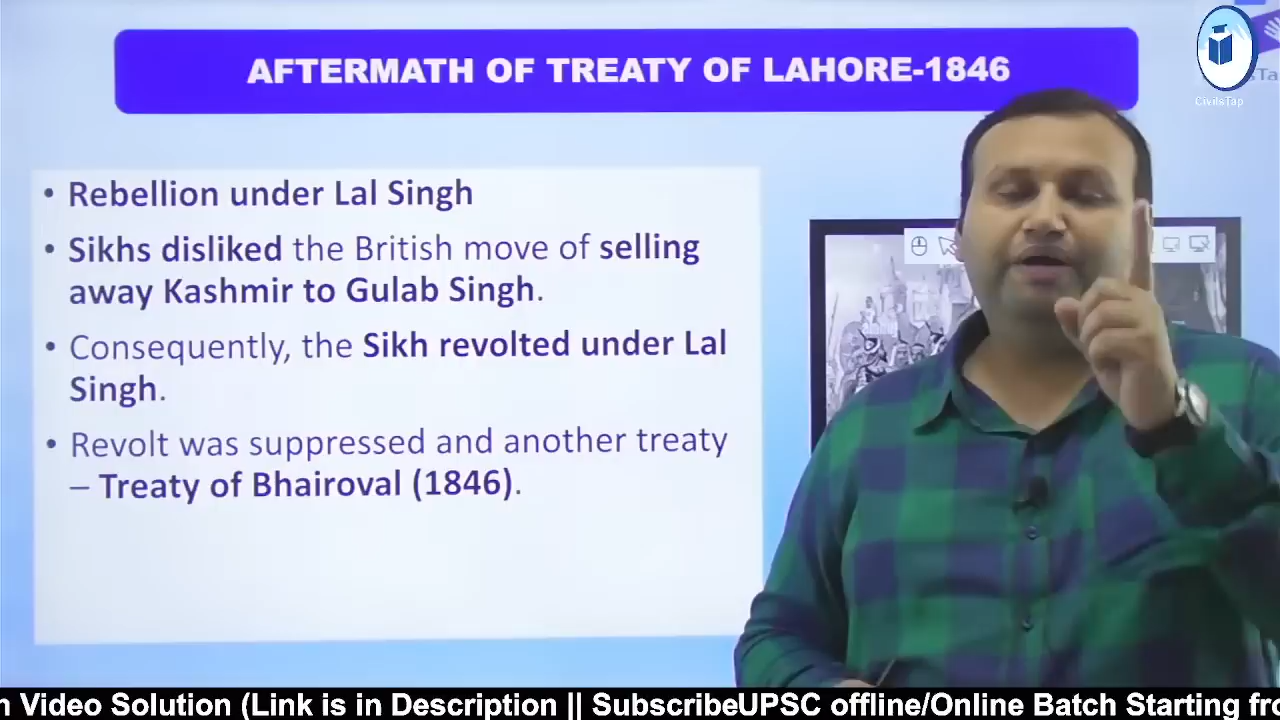 AFTERMATH OF TREATY OF LAHORE-1846
CivilsTap
• Rebellion under Lal Singh
• Sikhs disliked the British move of selling
away Kashmir to Gulab Singh.
• Consequently, the Sikh revolted under Lal
Singh.
• Revolt was suppressed and another treaty
– Treaty of Bhairoval (1846).
Video Solution (Link is in Description || SubscribeUPSC offline/Online Batch Starting